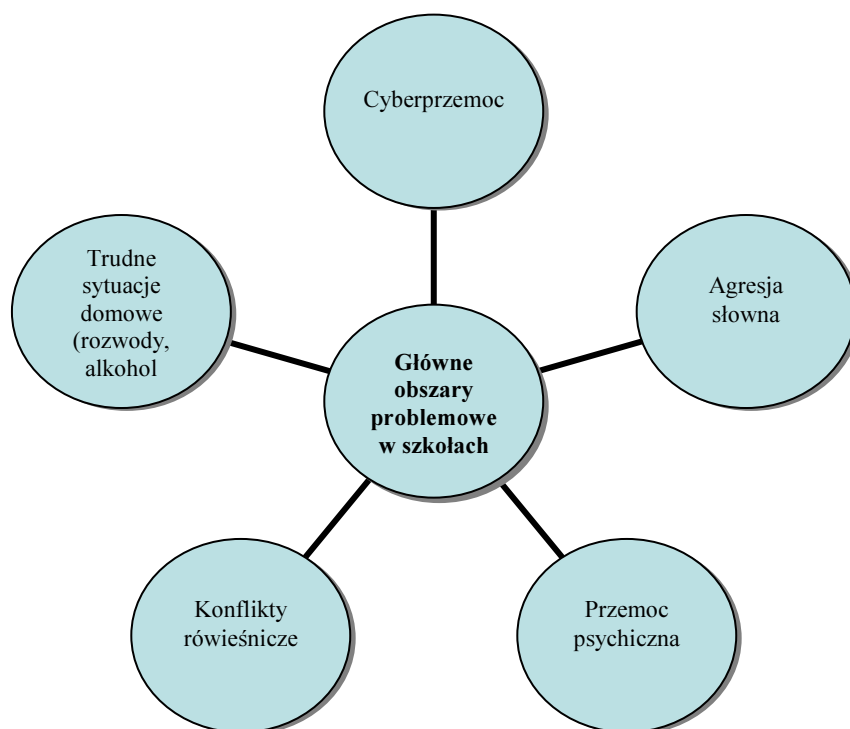 Cyberprzemoc
Trudne
sytuacje
domowe
(rozwody,
alkohol
Agresja
słowna
Główne
obszary
problemowe
w szkołach
Konflikty
rówieśnicze
Przemoc
psychiczna